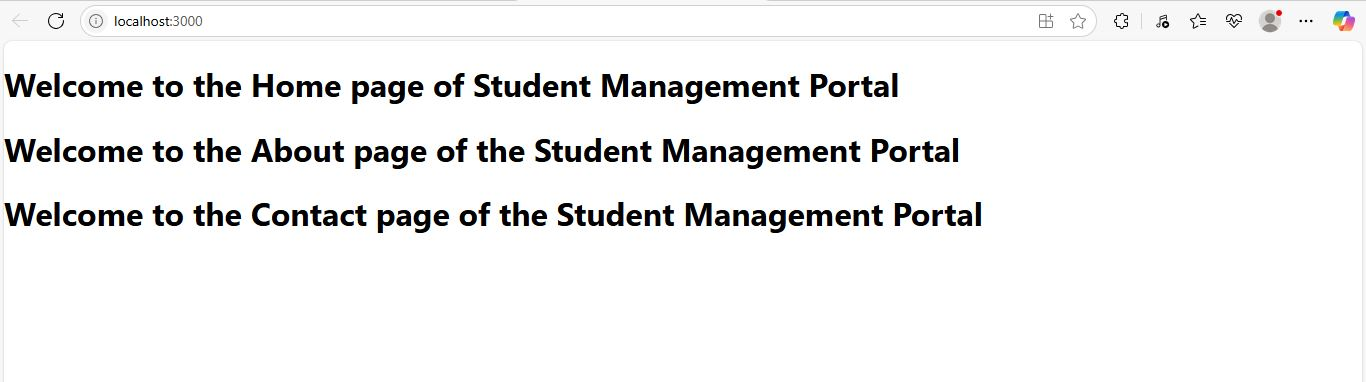 localhost:3000
Welcome to the Home page of Student Management Portal
Welcome to the About page of the Student Management Portal
Welcome to the Contact page of the Student Management Portal